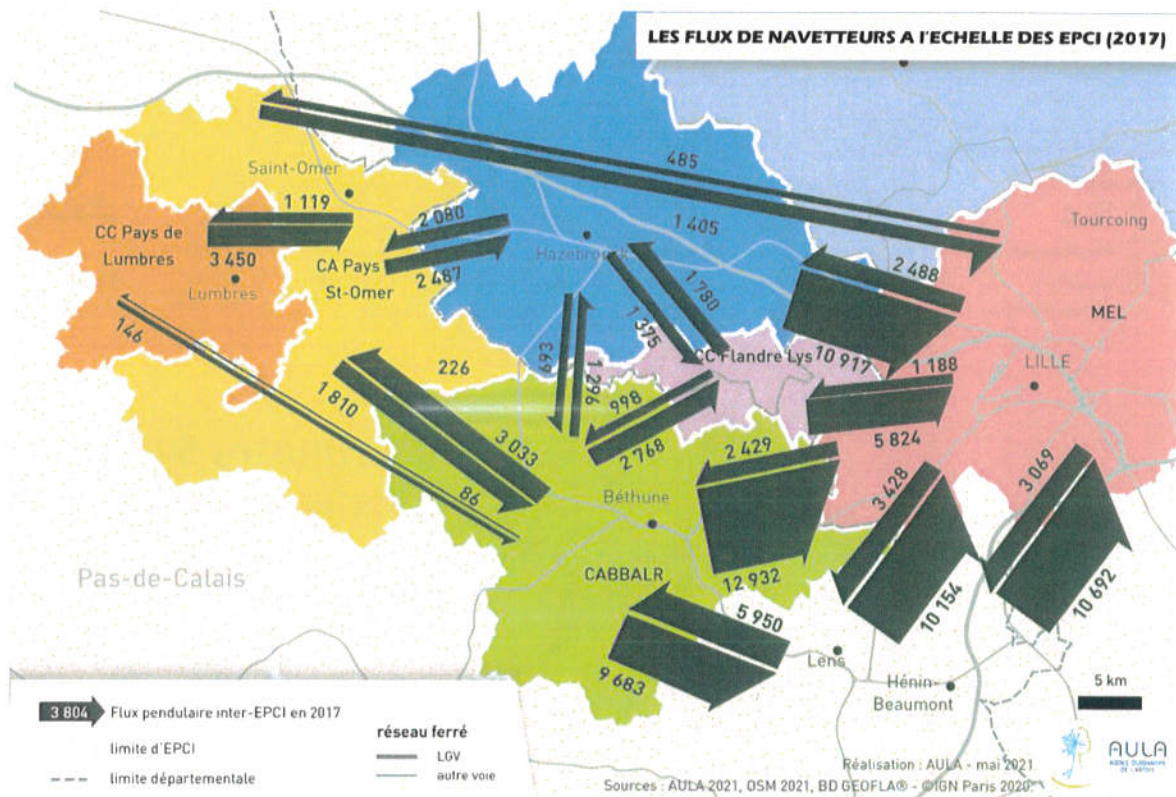 LES FLUX DE NAVETTEURS A l'ECHELLE DES EPCI (2017)
485
Saint-Omer
1 119
2 080
1 405
Tourcoing
CC Pays de
Lumbres
3 450
Hazebrouck
CA Pays
St-Omer
2 487
2 488
Lumbres
1 780
MEL
146
1 375
CC Flandre Lys
10 917
693
1 296
226
1 188
LILLE
1 810
998
5 824
3 033
2 768
2 429
3 428
3 069
86
Béthune
Pas-de-Calais
CABBALR
12 932
10 154
10 692
5 950
9 683
Lens
Hénin-
Beaumont
5 km
3 804
Flux pendulaire inter-EPCI en 2017
limite d'EPCI
limite départementale
réseau ferré
LGV
autre voie
AULA
Réalisation : AULA - mai 2021
Sources : AULA 2021, OSM 2021, BD GEOFLA® - ©IGN Paris 2020.